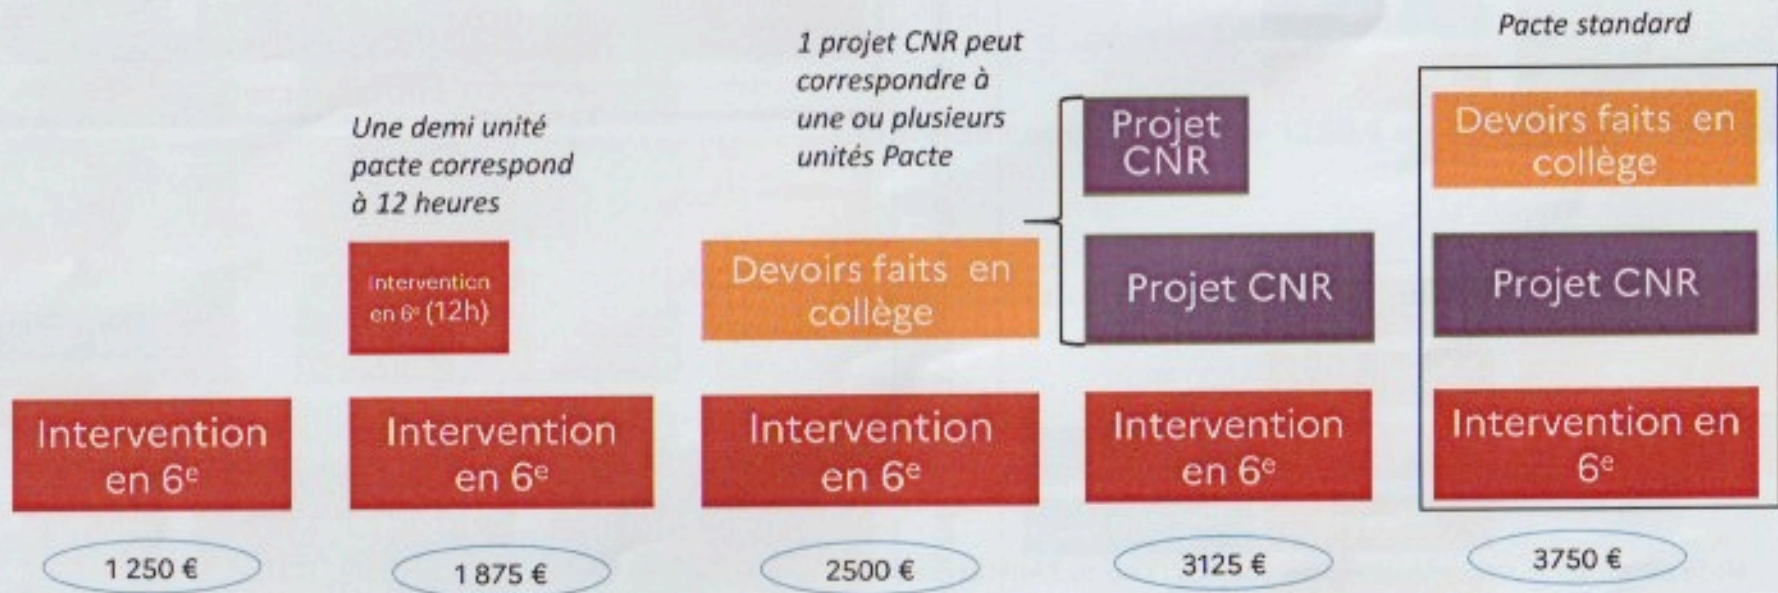 Pacte standard
1 projet CNR peut
correspondre à
une ou plusieurs
unités Pacte
Une demi unité
pacte correspond
à 12 heures
Projet
CNR
Devoirs faits en
collège
Intervention
en 6ᵉ (12h)
Devoirs faits en
collège
Projet CNR
Projet CNR
Intervention
en 6ᵉ
Intervention
en 6ᵉ
Intervention
en 6ᵉ
Intervention
en 6ᵉ
Intervention en
6ᵉ
1 250 €
1 875 €
2500 €
3125 €
3750 €